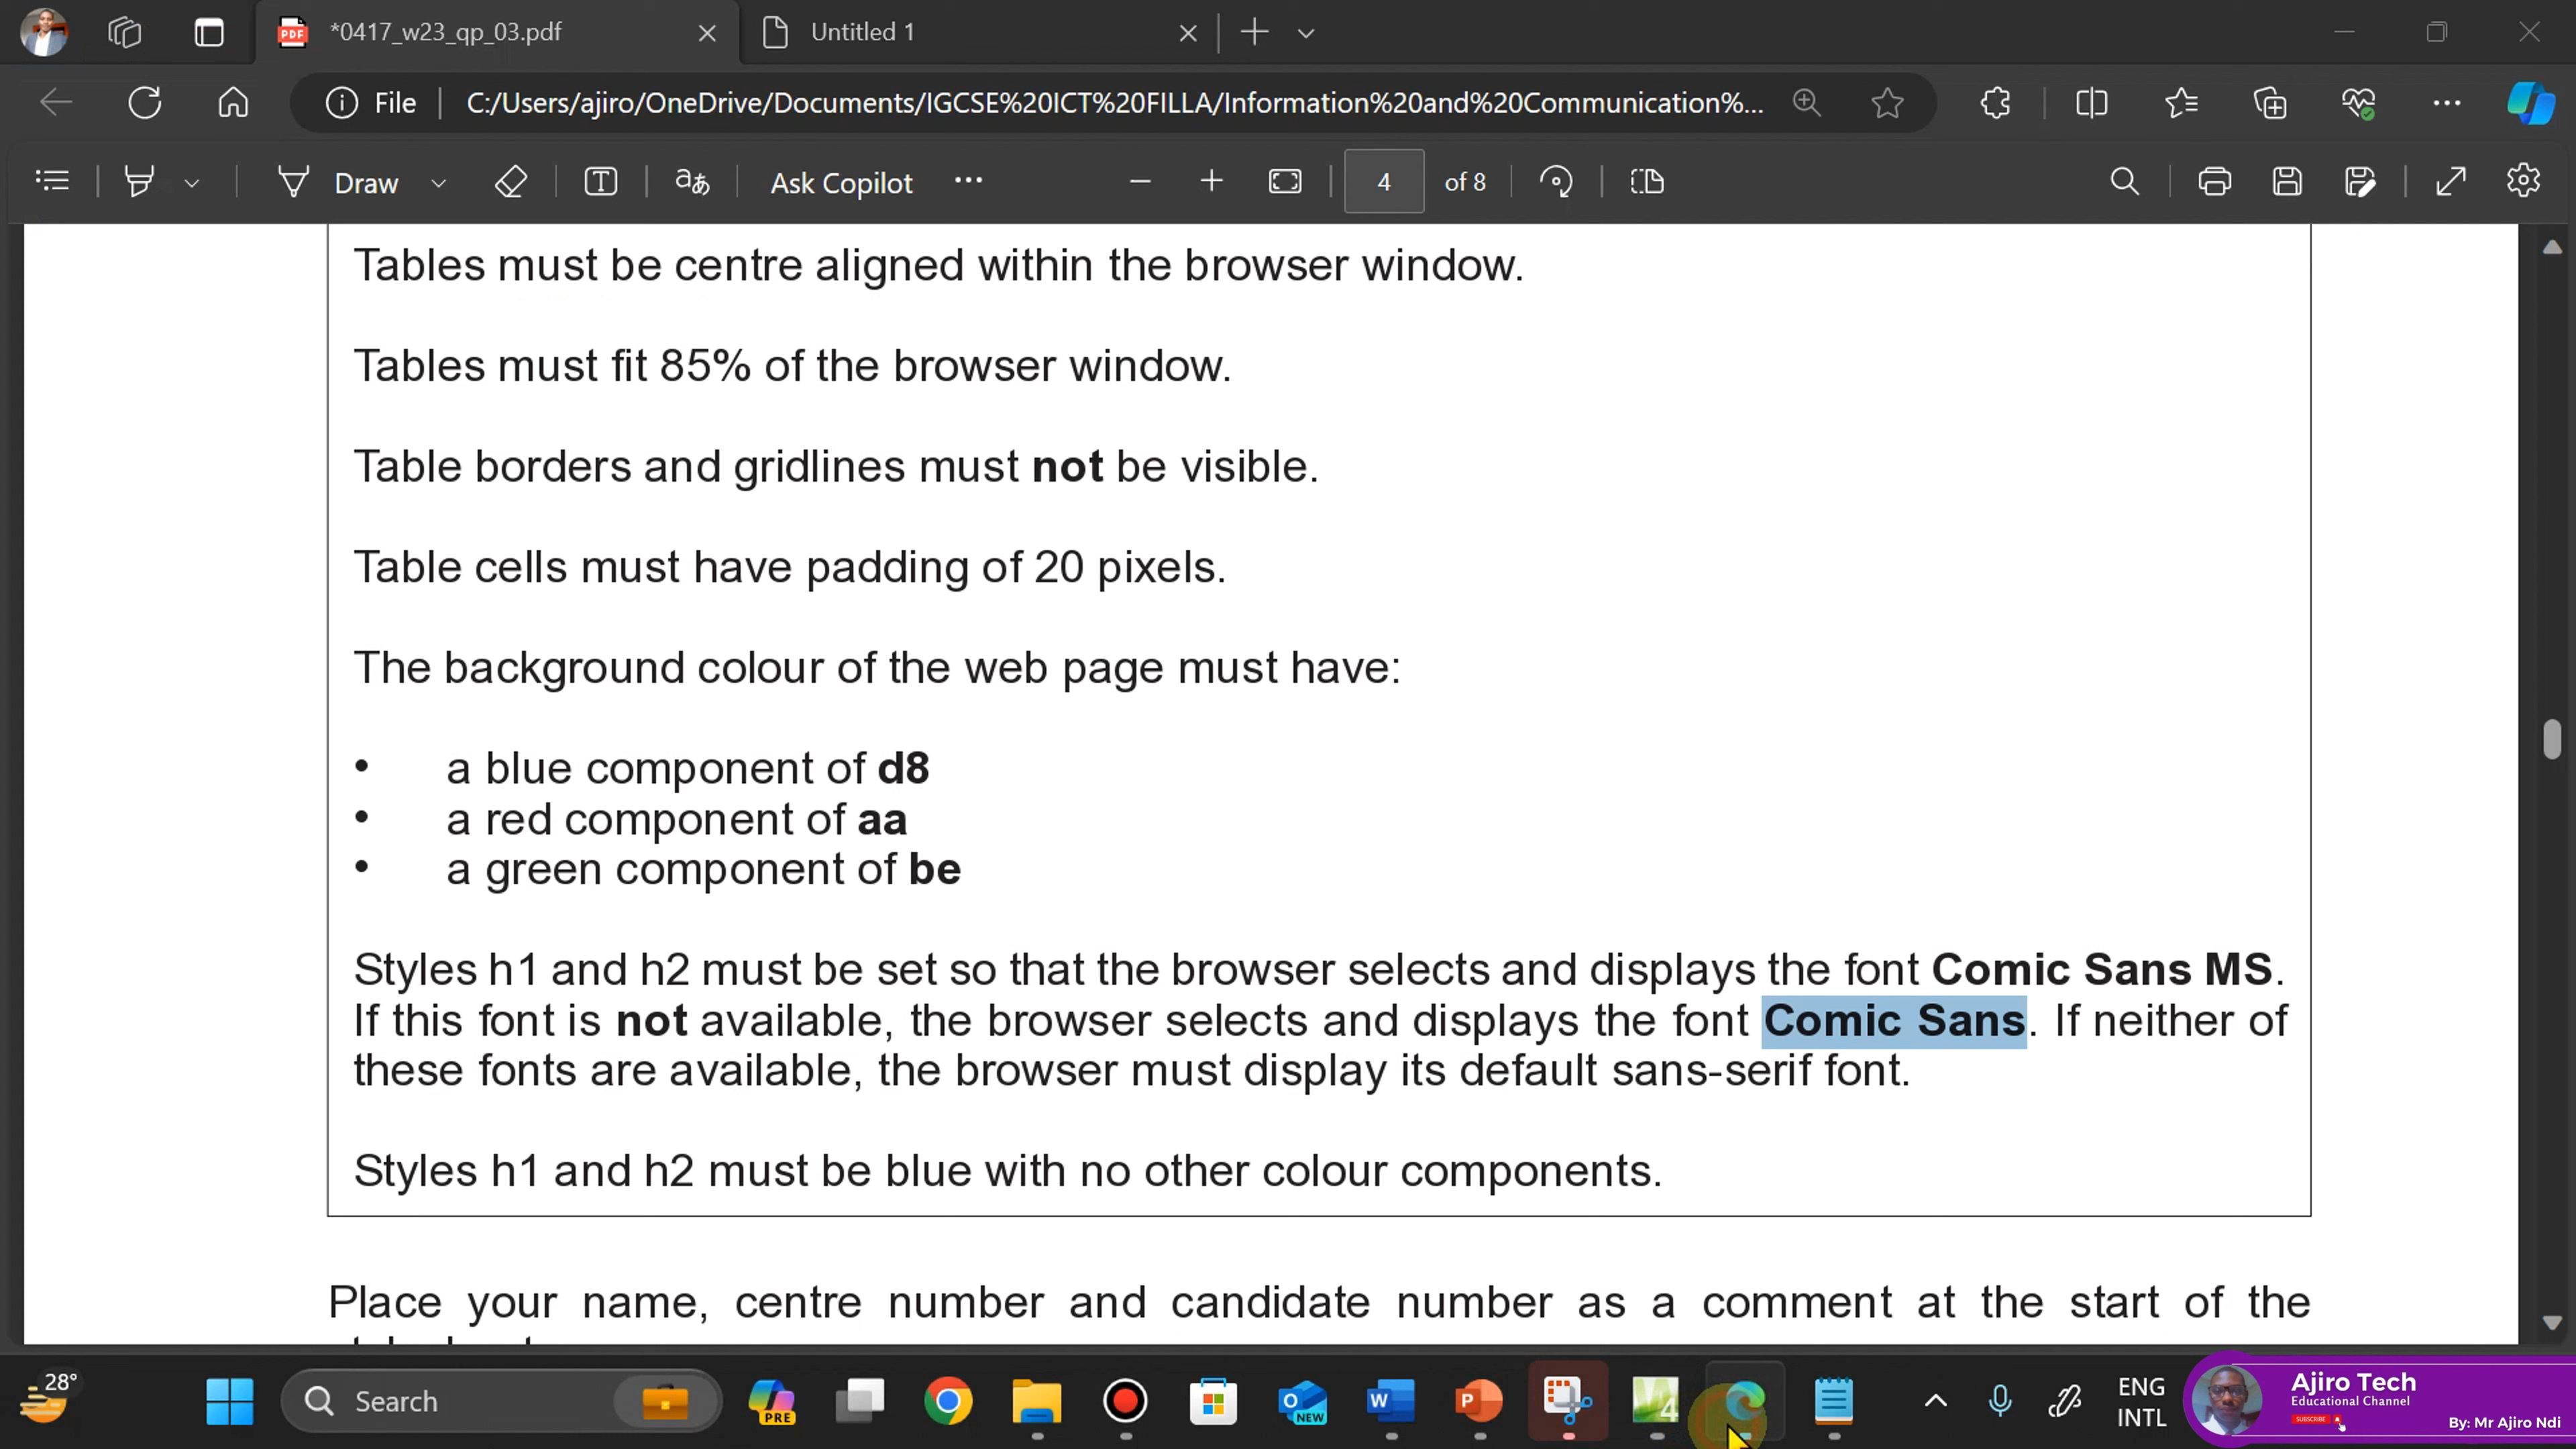 *0417_w23_qp_03.pdf
Untitled 1
File
C:/Users/ajiro/OneDrive/Documents/IGCSE%20ICT%20FILLA/Information%20and%20Communication%...
Draw
Ask Copilot
4
of 8
Tables must be centre aligned within the browser window.
Tables must fit 85% of the browser window.
Table borders and gridlines must not be visible.
Table cells must have padding of 20 pixels.
The background colour of the web page must have:
• a blue component of d8
• a red component of aa
• a green component of be
Styles h1 and h2 must be set so that the browser selects and displays the font Comic Sans MS.
If this font is not available, the browser selects and displays the font Comic Sans. If neither of
these fonts are available, the browser must display its default sans-serif font.
Styles h1 and h2 must be blue with no other colour components.
Place your name, centre number and candidate number as a comment at the start of the
28°
Search
PRE
NEW
ENG
INTL
Ajiro Tech
Educational Channel
SUBSCRIBE
By: Mr Ajiro Ndi